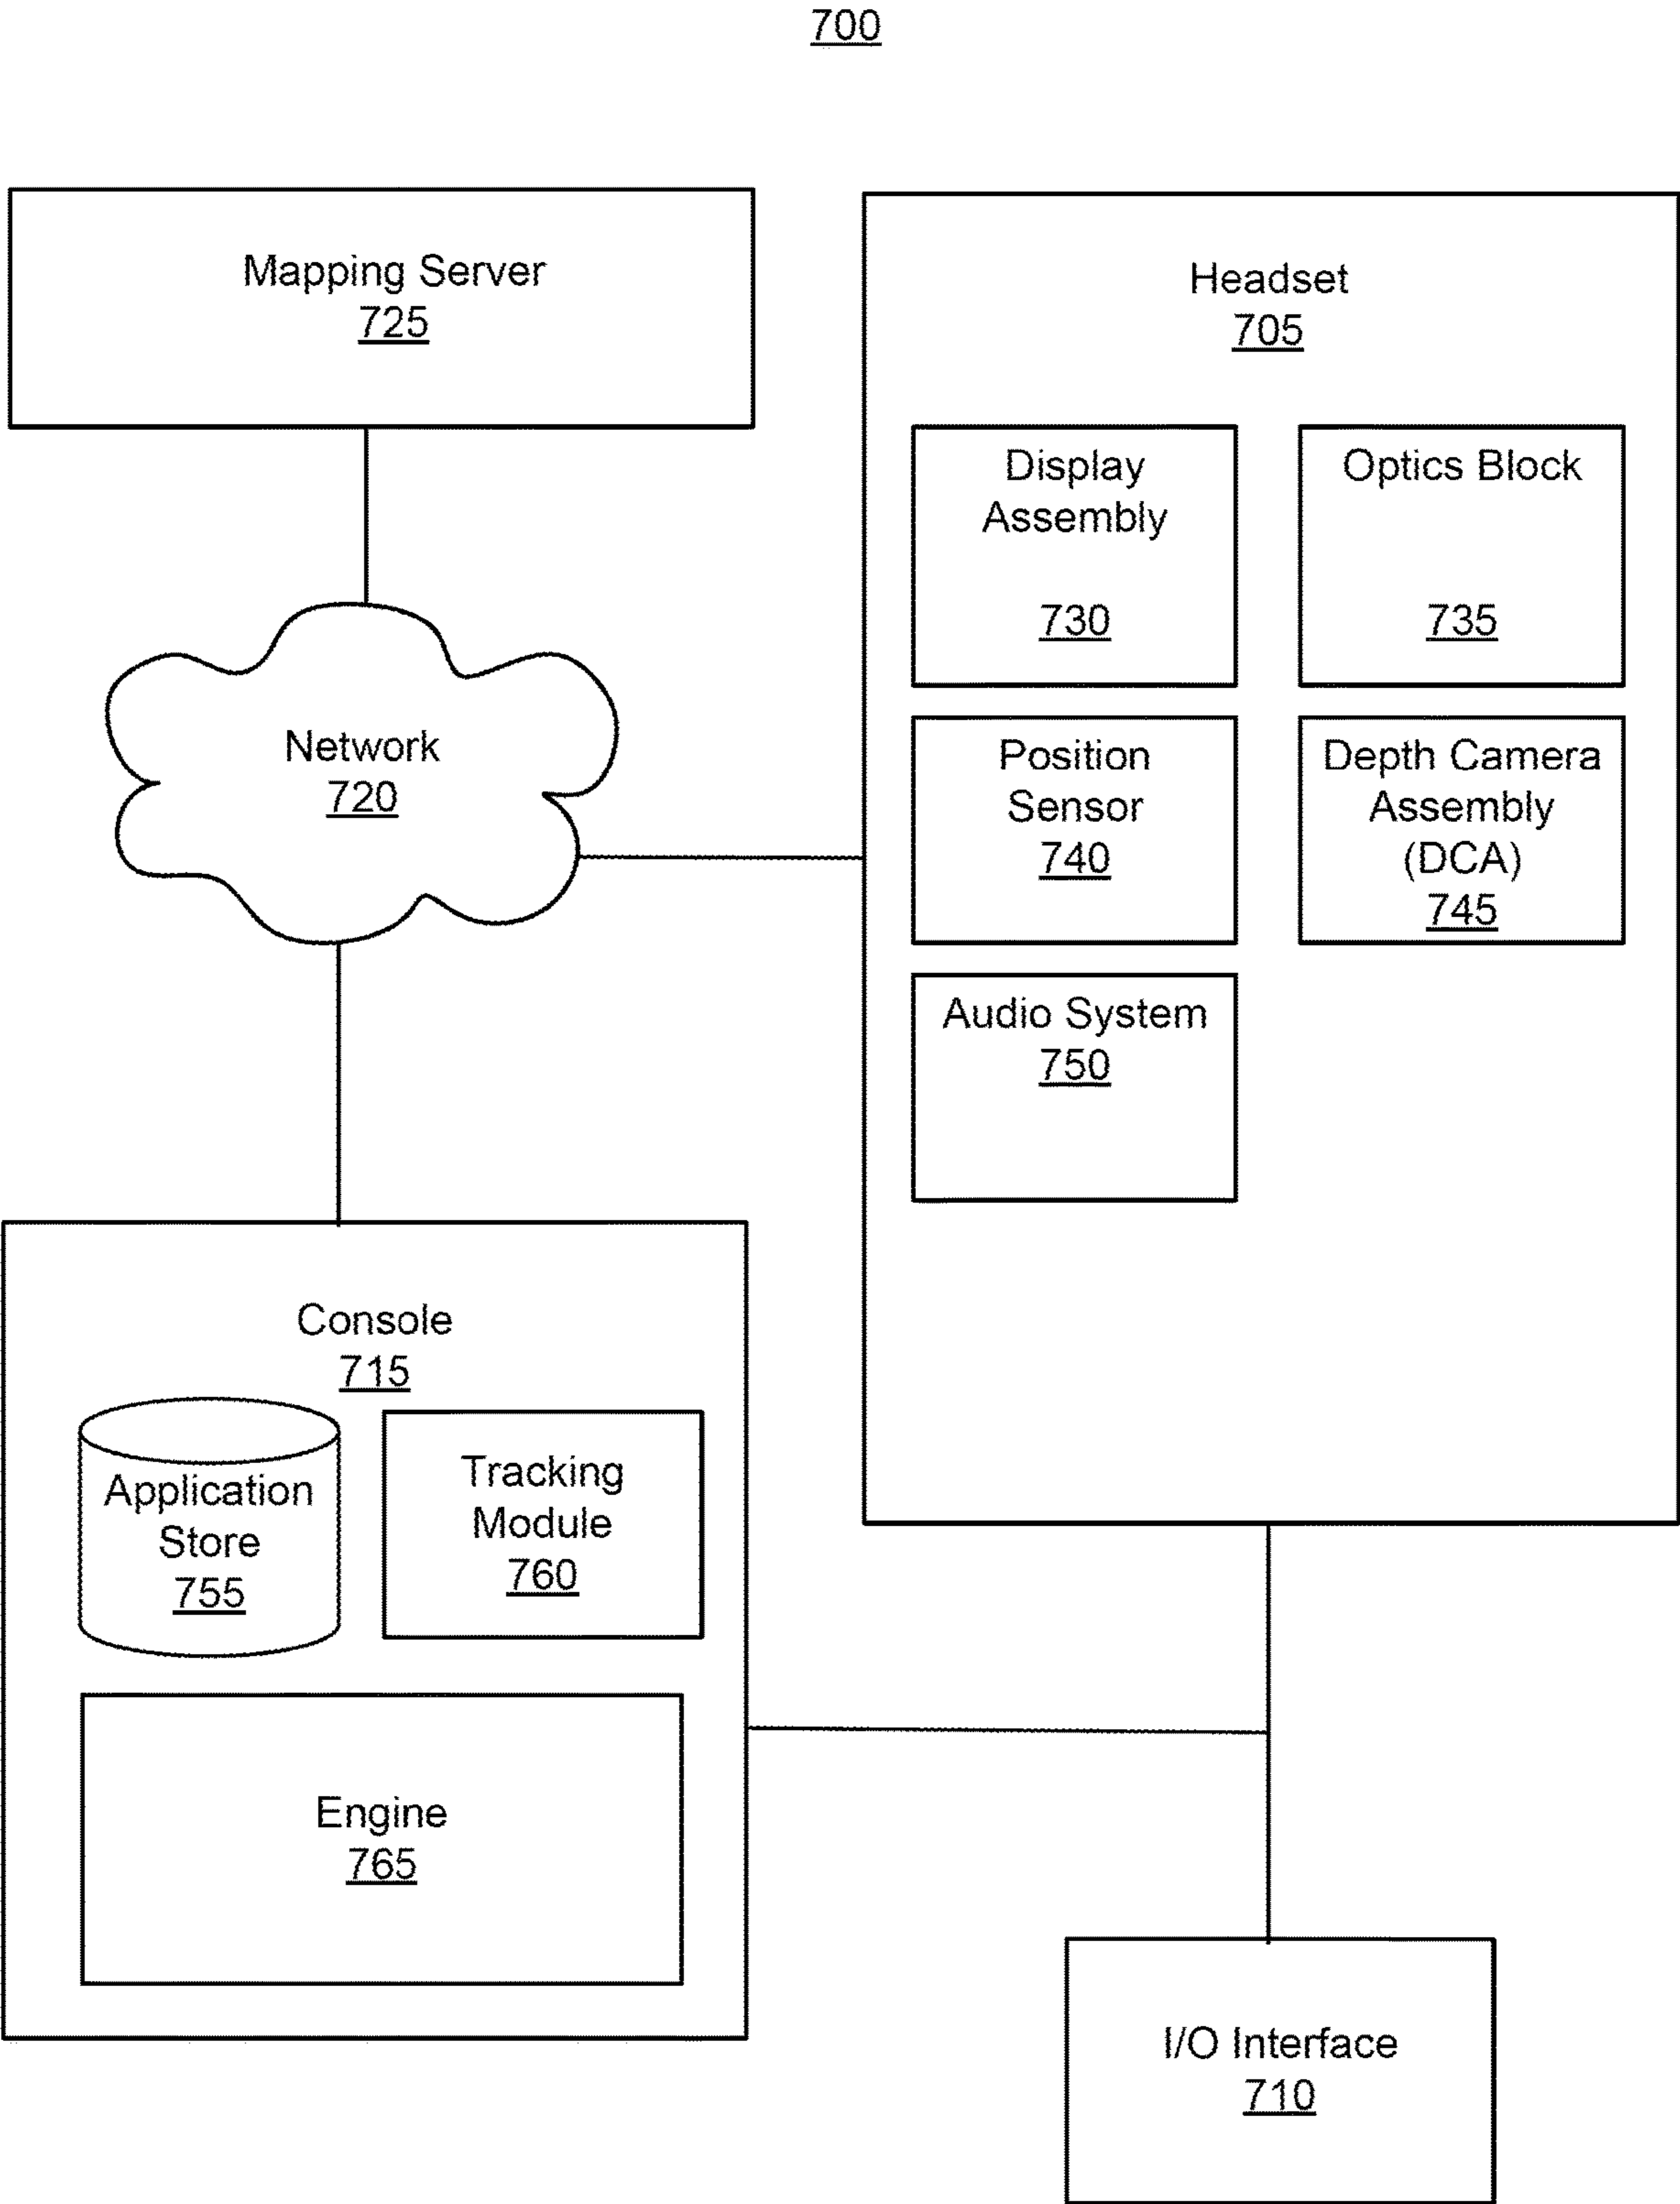 700
Mapping Server
725
Headset
705
Display
Assembly
730
Optics Block
735
Network
720
Position
Sensor
740
Depth Camera
Assembly
(DCA)
745
Audio System
750
Console
715
Application
Store
755
Tracking
Module
760
Engine
765
I/O Interface
710